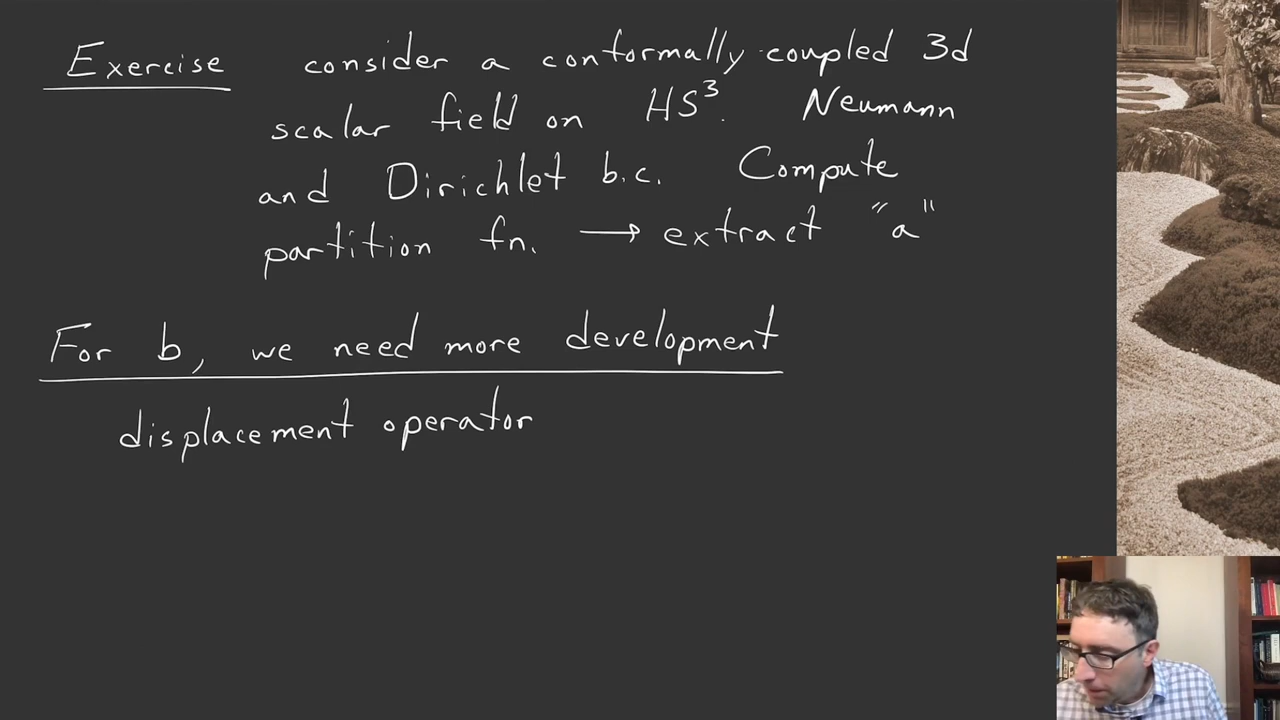 Exercise consider a conformally coupled 3d
scalar field on HS³. Neumann
and Dirichlet b.c. Compute
partition fn. → extract "a"
For b, we need more development
displacement operator